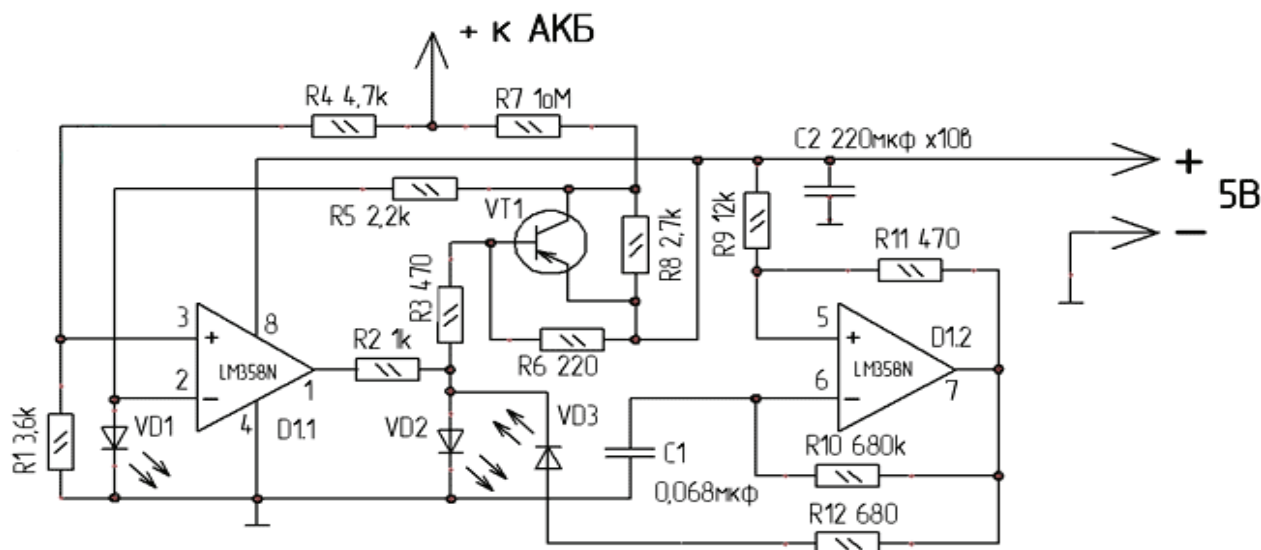 + к АКБ
R4 4,7k
R7 1оМ
C2 220мкф х10в
+
5В
−
R5 2,2k
VT1
R8 2,7k
R9 12k
R11 470
R3 470
3
+
8
2
−
LM358N
1
4
D1.1
R2 1k
R6 220
5
+
D1.2
LM358N
6
−
7
R1 3,6k
VD1
VD2
VD3
C1
0,068мкф
R10 680k
R12 680